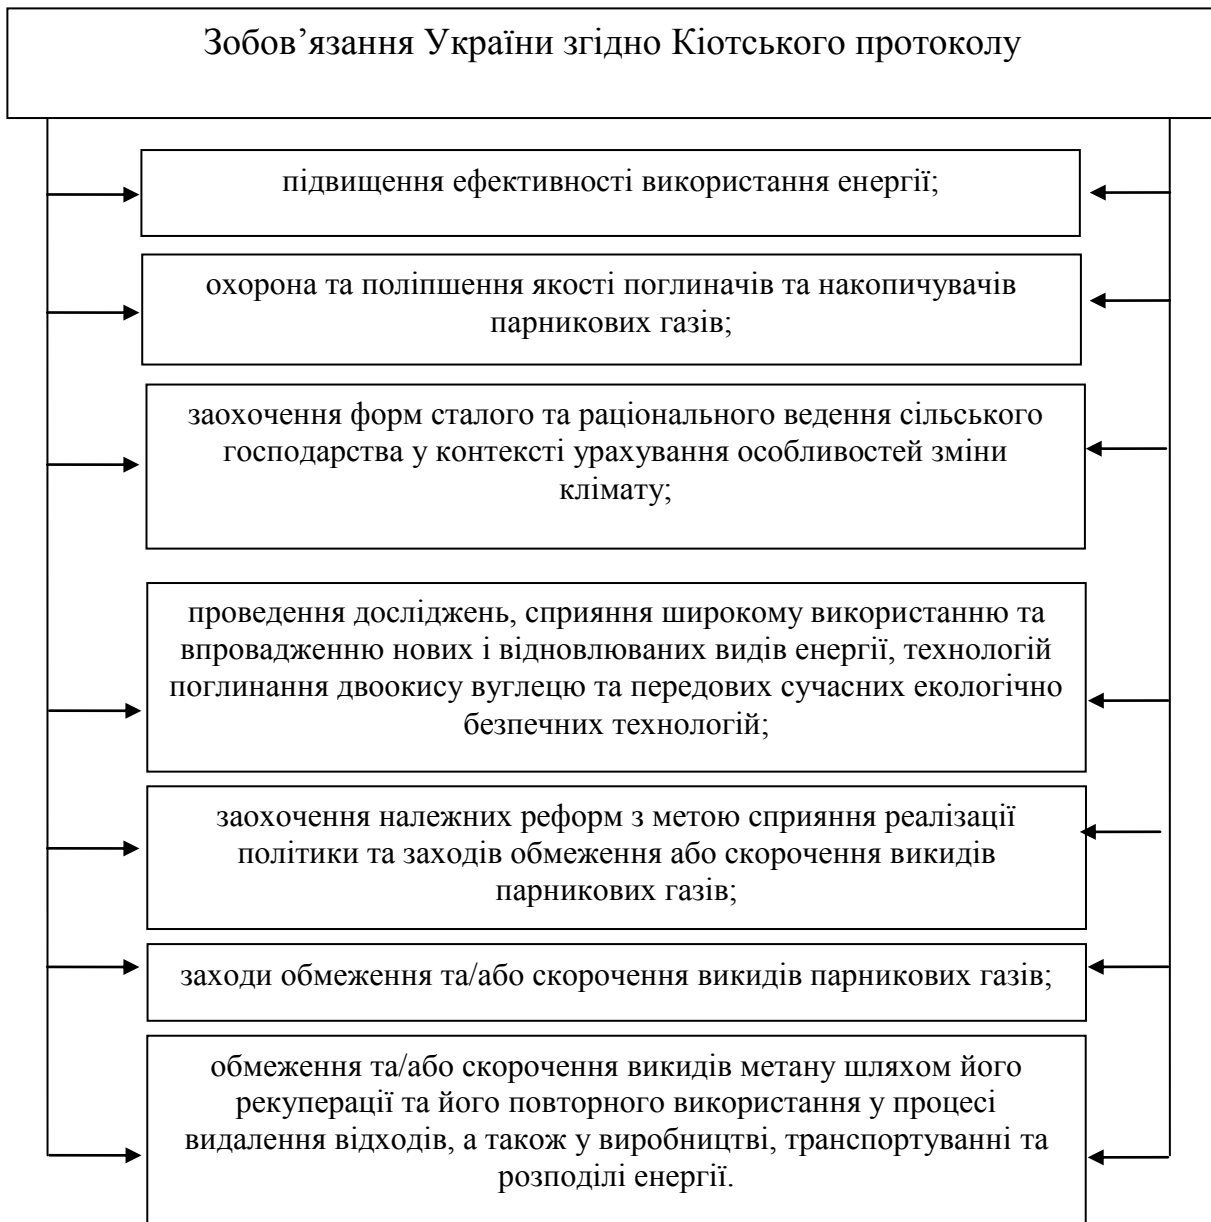 Зобов’язання України згідно Кіотського протоколу
підвищення ефективності використання енергії;
охорона та поліпшення якості поглиначів та накопичувачів
парникових газів;
заохочення форм сталого та раціонального ведення сільського
господарства у контексті урахування особливостей зміни
клімату;
проведення досліджень, сприяння широкому використанню та
впровадженню нових і відновлюваних видів енергії, технологій
поглинання двоокису вуглецю та передових сучасних екологічно
безпечних технологій;
заохочення належних реформ з метою сприяння реалізації
політики та заходів обмеження або скорочення викидів
парникових газів;
заходи обмеження та/або скорочення викидів парникових газів;
обмеження та/або скорочення викидів метану шляхом його
рекуперації та його повторного використання у процесі
видалення відходів, а також у виробництві, транспортуванні та
розподілі енергії.